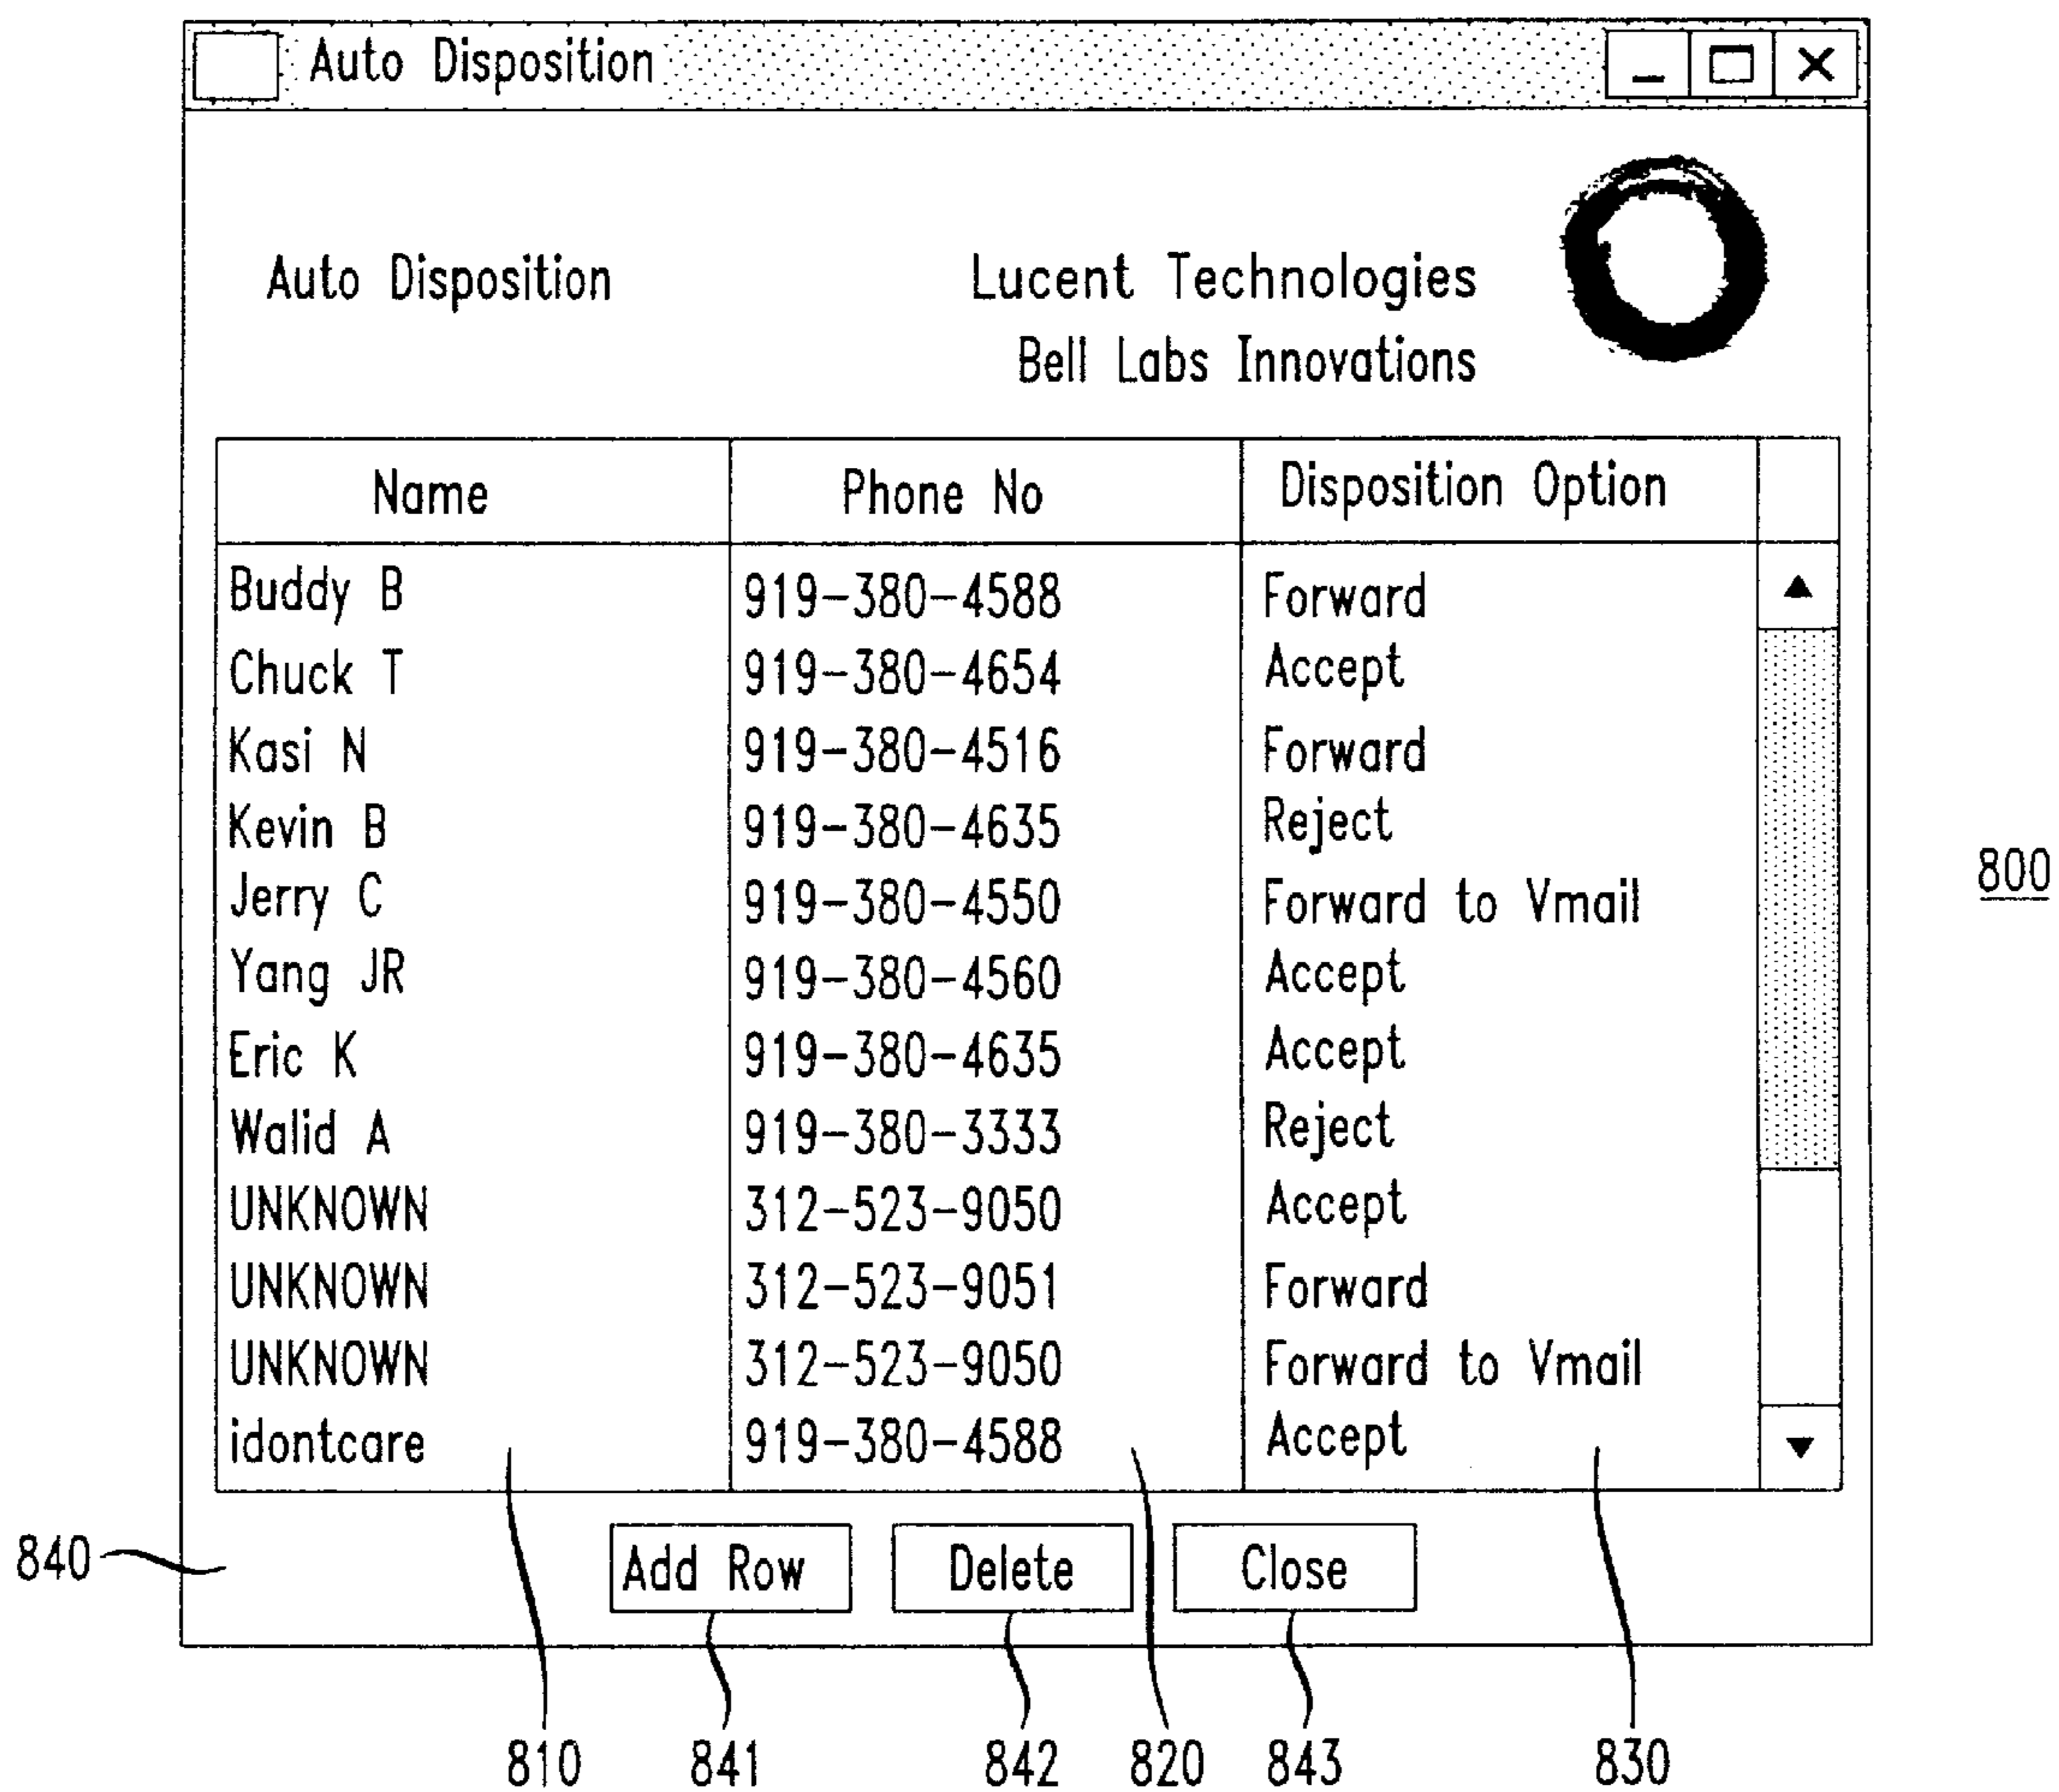 Auto Disposition
Auto Disposition
Lucent Technologies
Bell Labs Innovations
Name Phone No Disposition Option
Buddy B 919-380-4588 Forward
Chuck T 919-380-4654 Accept
Kasi N 919-380-4516 Forward
Kevin B 919-380-4635 Reject
Jerry C 919-380-4550 Forward to Vmail
Yang JR 919-380-4560 Accept
Eric K 919-380-4635 Accept
Walid A 919-380-3333 Reject
UNKNOWN 312-523-9050 Accept
UNKNOWN 312-523-9051 Forward
UNKNOWN 312-523-9050 Forward to Vmail
idontcare 919-380-4588 Accept
800
840
Add Row Delete Close
810 841 842 820 843 830